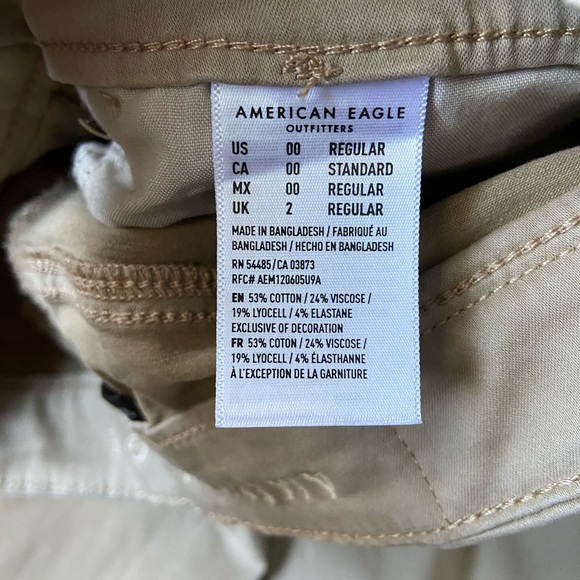 AMERICAN EAGLE
OUTFITTERS
US 00 REGULAR
CA 00 STANDARD
MX 00 REGULAR
UK 2 REGULAR
MADE IN BANGLADESH / FABRIQUÉ AU
BANGLADESH / HECHO EN BANGLADESH
RN 54485 / CA 03873
RFC# AEM120605U9A
EN 53% COTTON / 24% VISCOSE /
19% LYOCELL / 4% ELASTANE
EXCLUSIVE OF DECORATION
FR 53% COTON / 24% VISCOSE /
19% LYOCELL / 4% ÉLASTHANNE
À L'EXCEPTION DE LA GARNITURE